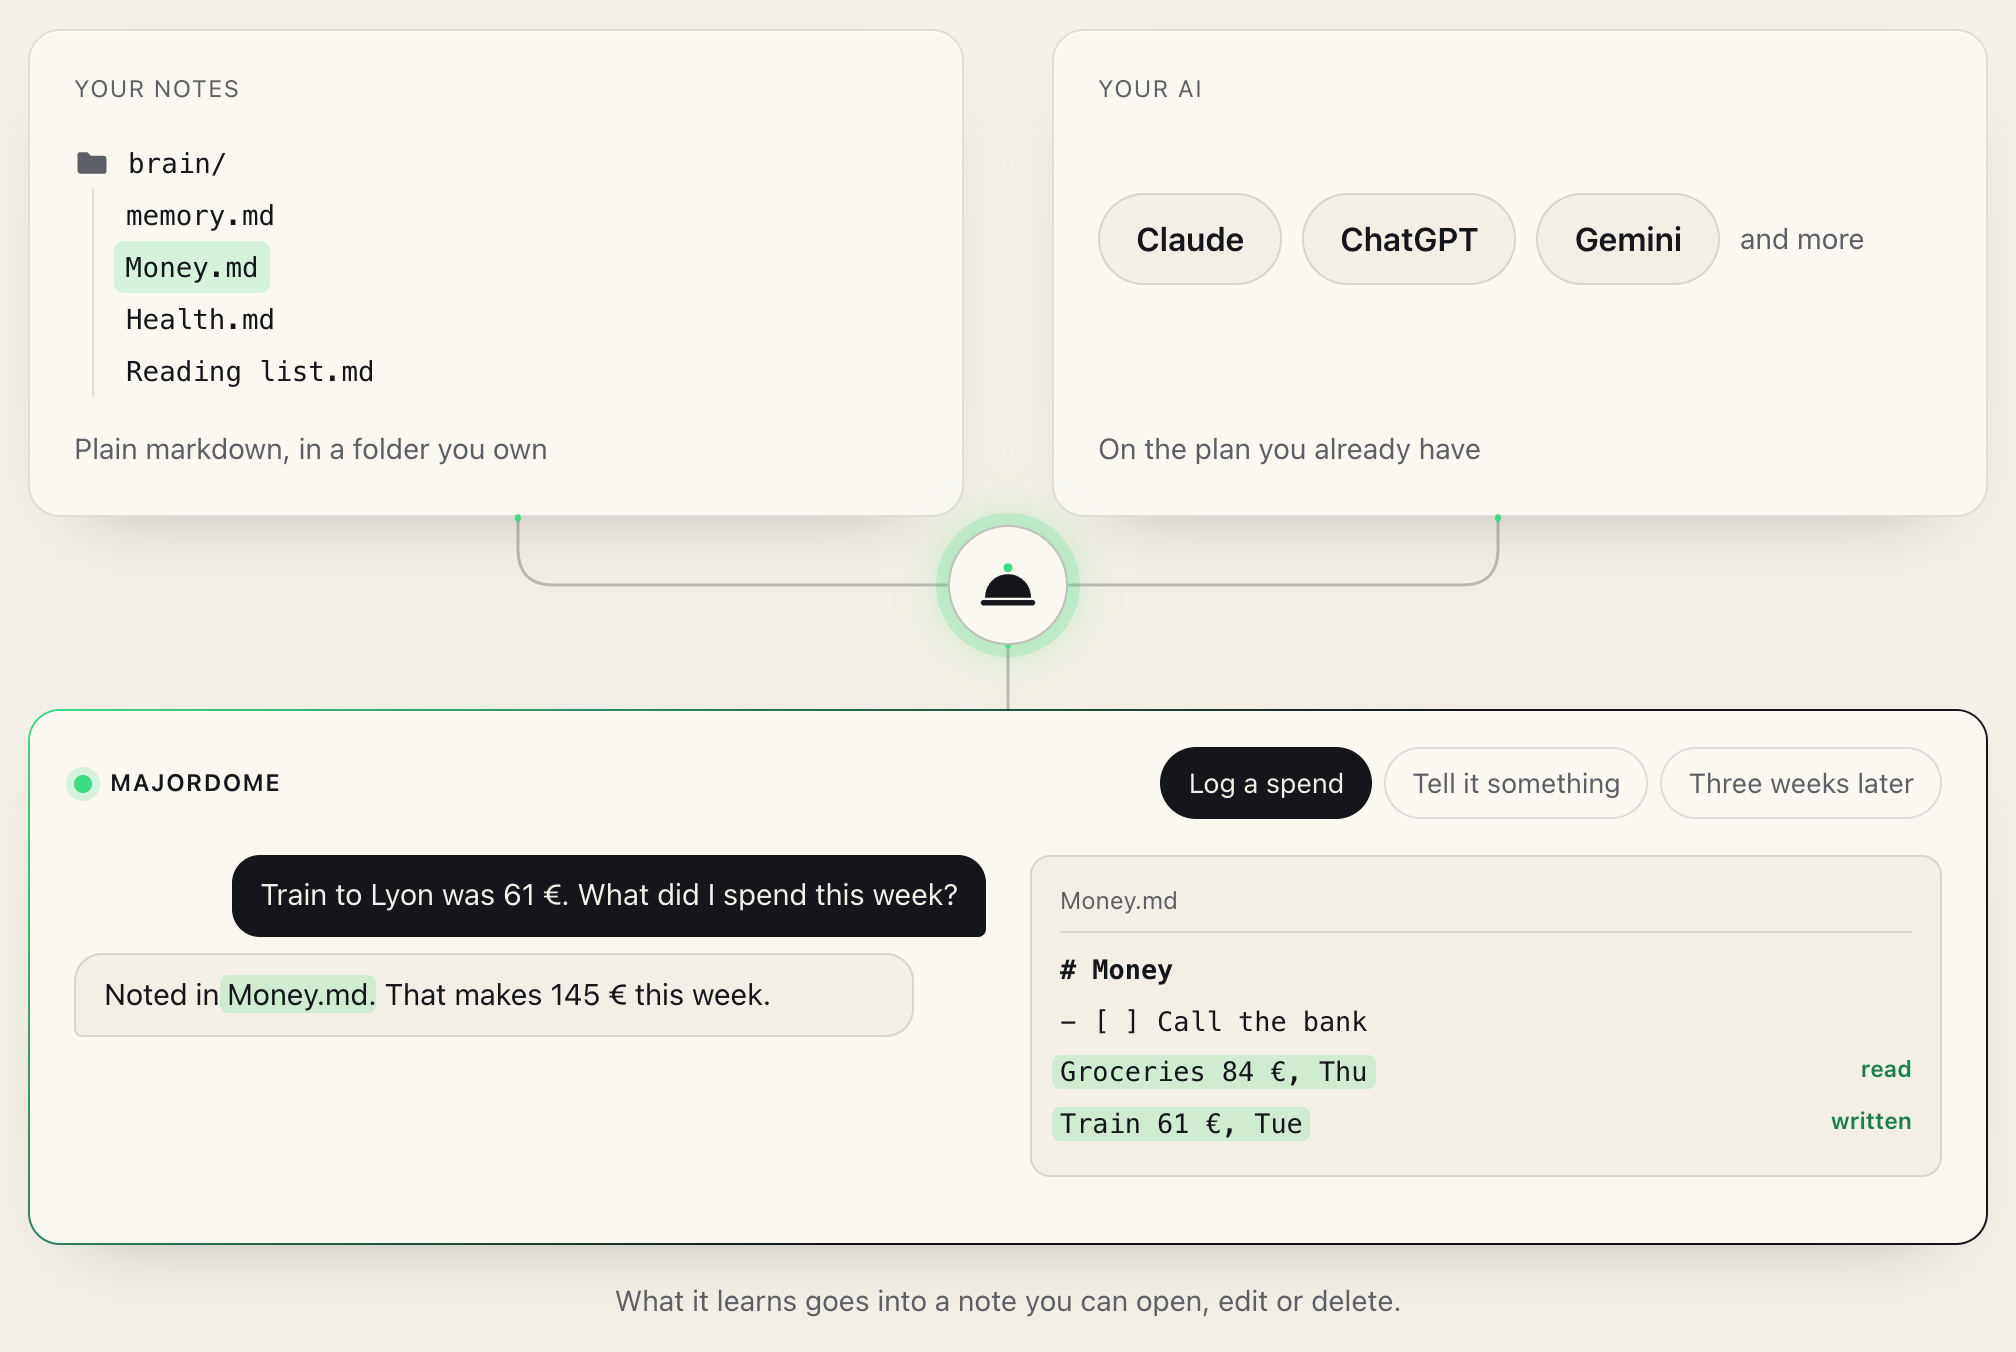 YOUR NOTES
brain/
memory.md
Money.md
Health.md
Reading list.md
Plain markdown, in a folder you own
YOUR AI
Claude
ChatGPT
Gemini
and more
On the plan you already have
MAJORDOME
Log a spend
Tell it something
Three weeks later
Train to Lyon was 61 €. What did I spend this week?
Noted in Money.md. That makes 145 € this week.
Money.md
# Money
– [ ] Call the bank
Groceries 84 €, Thu read
Train 61 €, Tue written
What it learns goes into a note you can open, edit or delete.